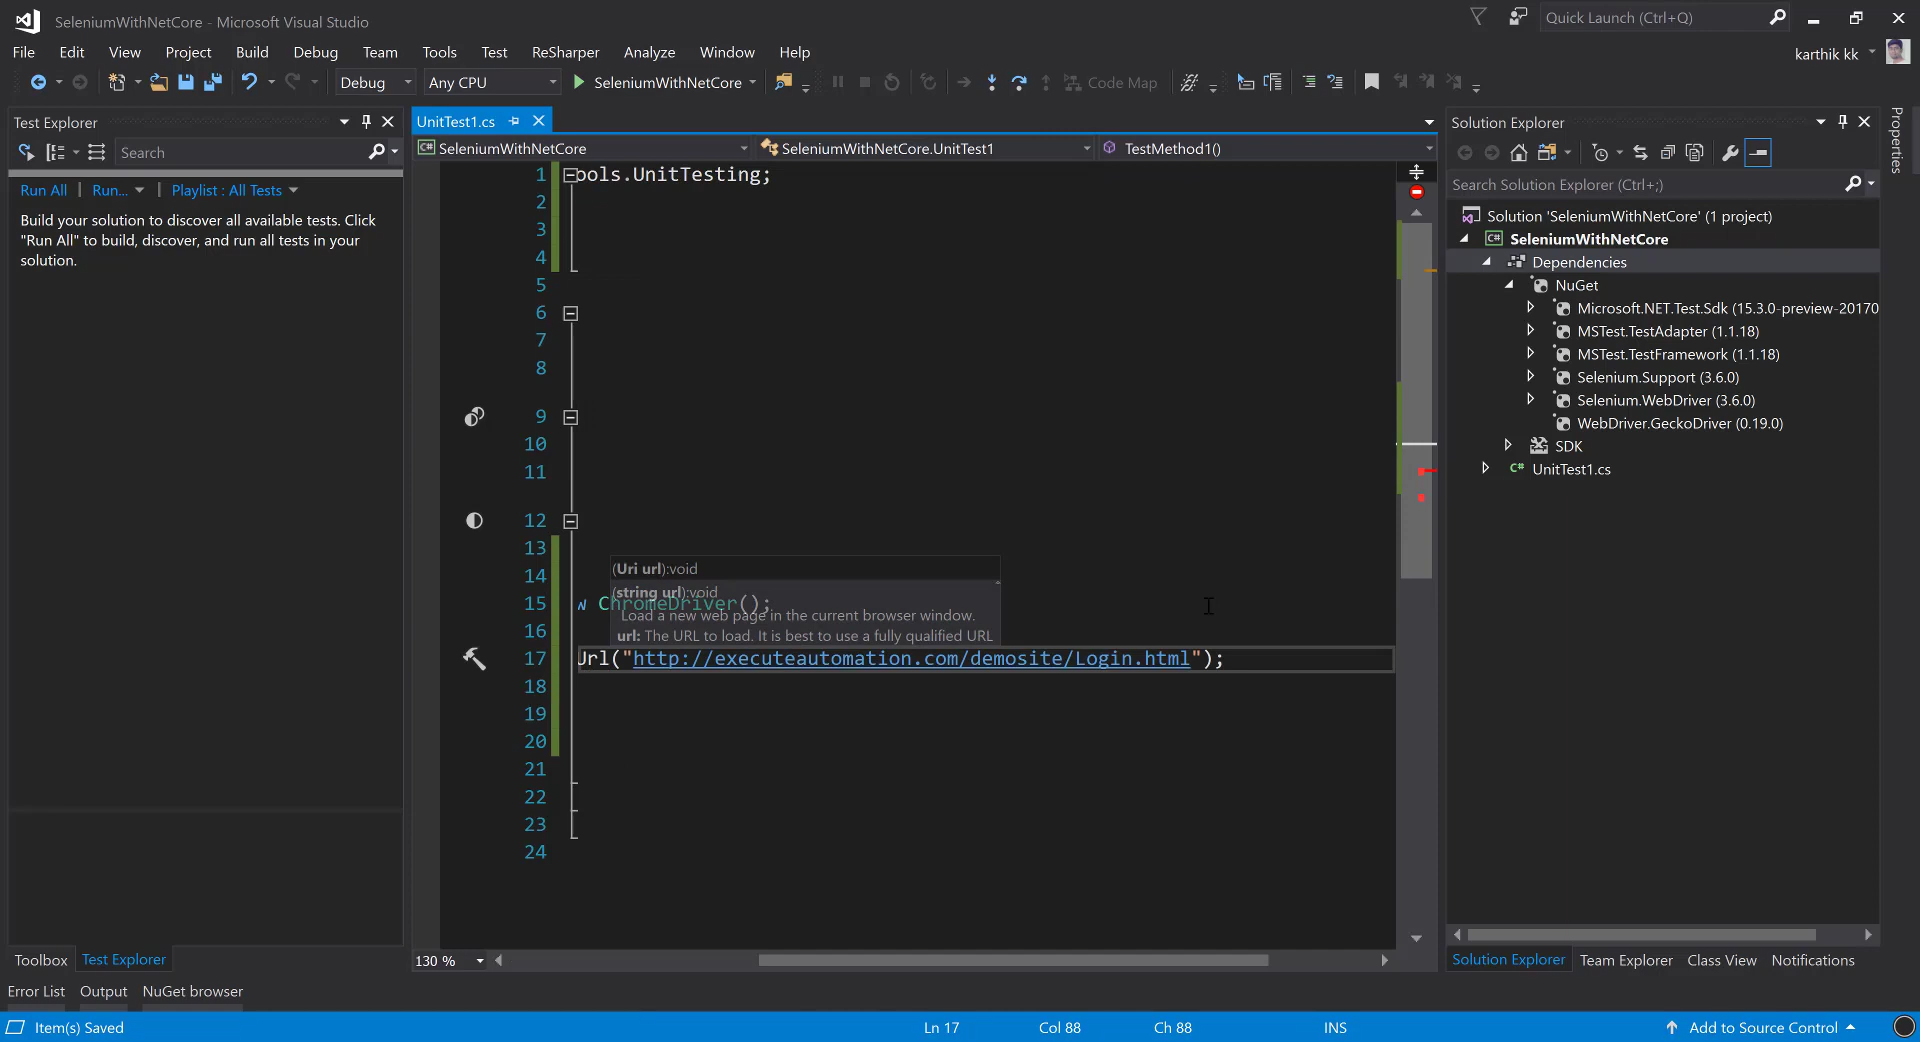 SeleniumWithNetCore - Microsoft Visual Studio
Quick Launch (Ctrl+Q)
File Edit View Project Build Debug Team Tools Test ReSharper Analyze Window Help
karthik kk
Debug Any CPU SeleniumWithNetCore Code Map
Test Explorer
Search
Run All Run... Playlist : All Tests
Build your solution to discover all available tests. Click
"Run All" to build, discover, and run all tests in your
solution.
UnitTest1.cs
SeleniumWithNetCore SeleniumWithNetCore.UnitTest1 TestMethod1()
1 ools.UnitTesting;
2
3
4
5
6
7
8
9
10
11
12
13
14
(Uri url):void
(string url):void
15 w ChromeDriver();
Load a new web page in the current browser window.
16
url: The URL to load. It is best to use a fully qualified URL
17 Url("http://executeautomation.com/demosite/Login.html");
18
19
20
21
22
23
24
130 %
Solution Explorer
Search Solution Explorer (Ctrl+;)
Solution 'SeleniumWithNetCore' (1 project)
C# SeleniumWithNetCore
Dependencies
NuGet
Microsoft.NET.Test.Sdk (15.3.0-preview-20170
MSTest.TestAdapter (1.1.18)
MSTest.TestFramework (1.1.18)
Selenium.Support (3.6.0)
Selenium.WebDriver (3.6.0)
WebDriver.GeckoDriver (0.19.0)
SDK
C# UnitTest1.cs
Properties
Toolbox Test Explorer
Solution Explorer Team Explorer Class View Notifications
Error List Output NuGet browser
Item(s) Saved Ln 17 Col 88 Ch 88 INS Add to Source Control